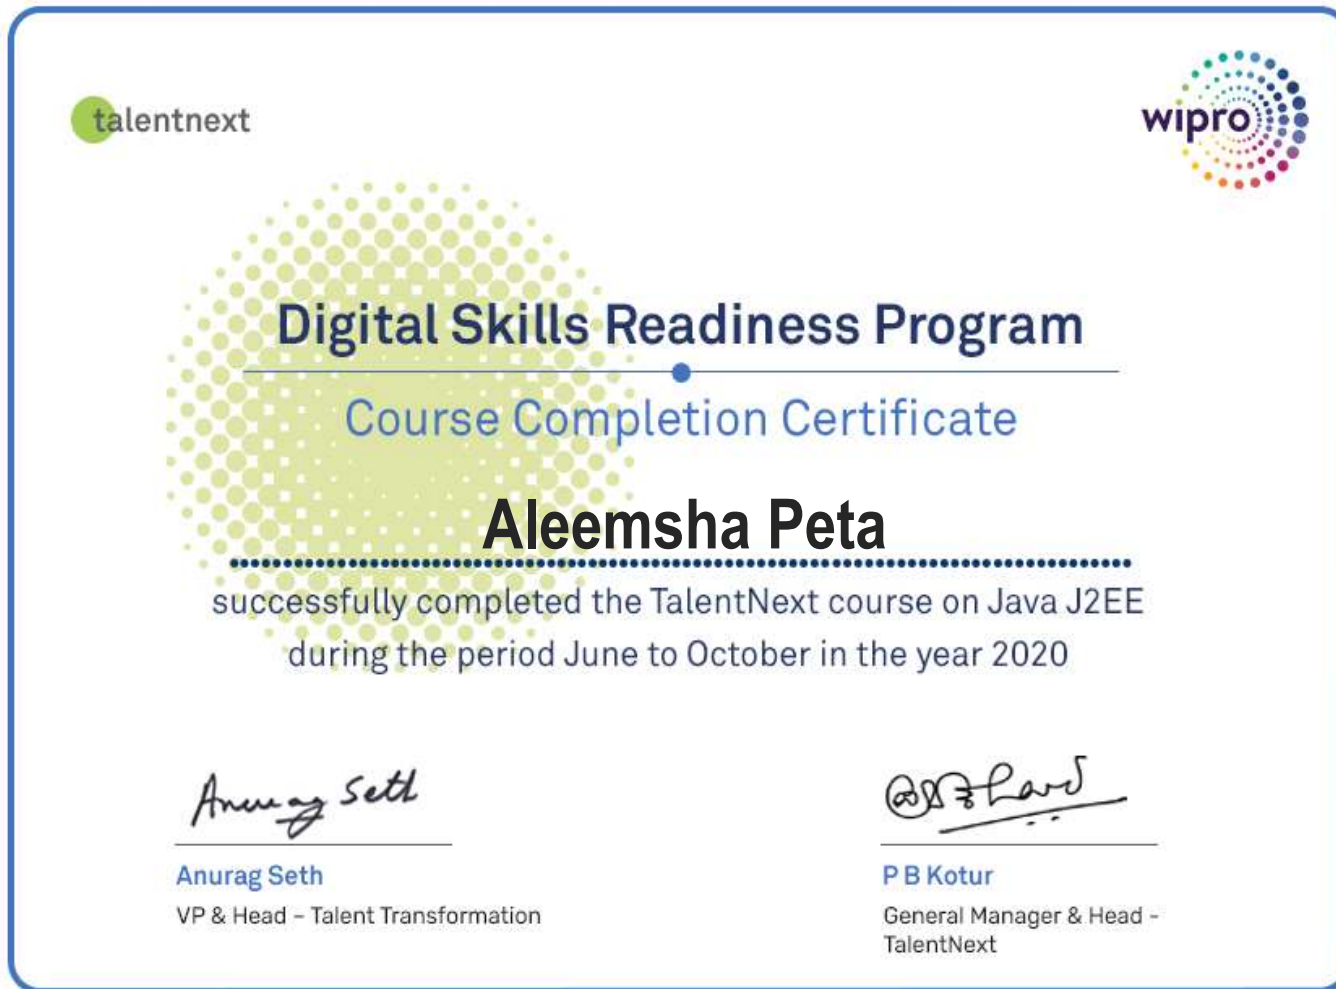 talentnext
wipro
Digital Skills Readiness Program
Course Completion Certificate
Aleemsha Peta
successfully completed the TalentNext course on Java J2EE
during the period June to October in the year 2020
Anurag Seth
Anurag Seth
P B Kotur
VP & Head – Talent Transformation
General Manager & Head -
TalentNext